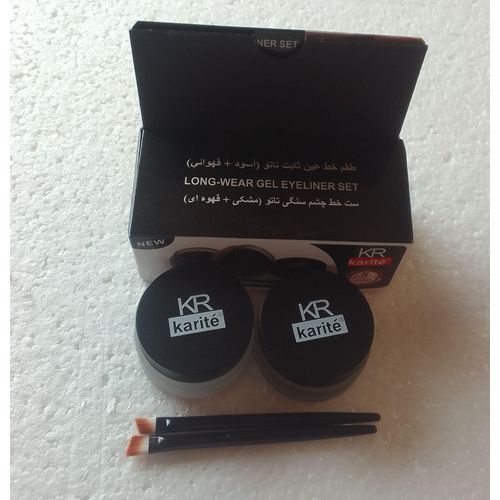 NER SET
طقم خط عين ثابت تاتو (اسود + قهواني)
LONG-WEAR GEL EYELINER SET
ست خط چشم سنگی تاتو (مشکی + قهوه ای)
NEW
KR
karité
KR
karité
KR
karité